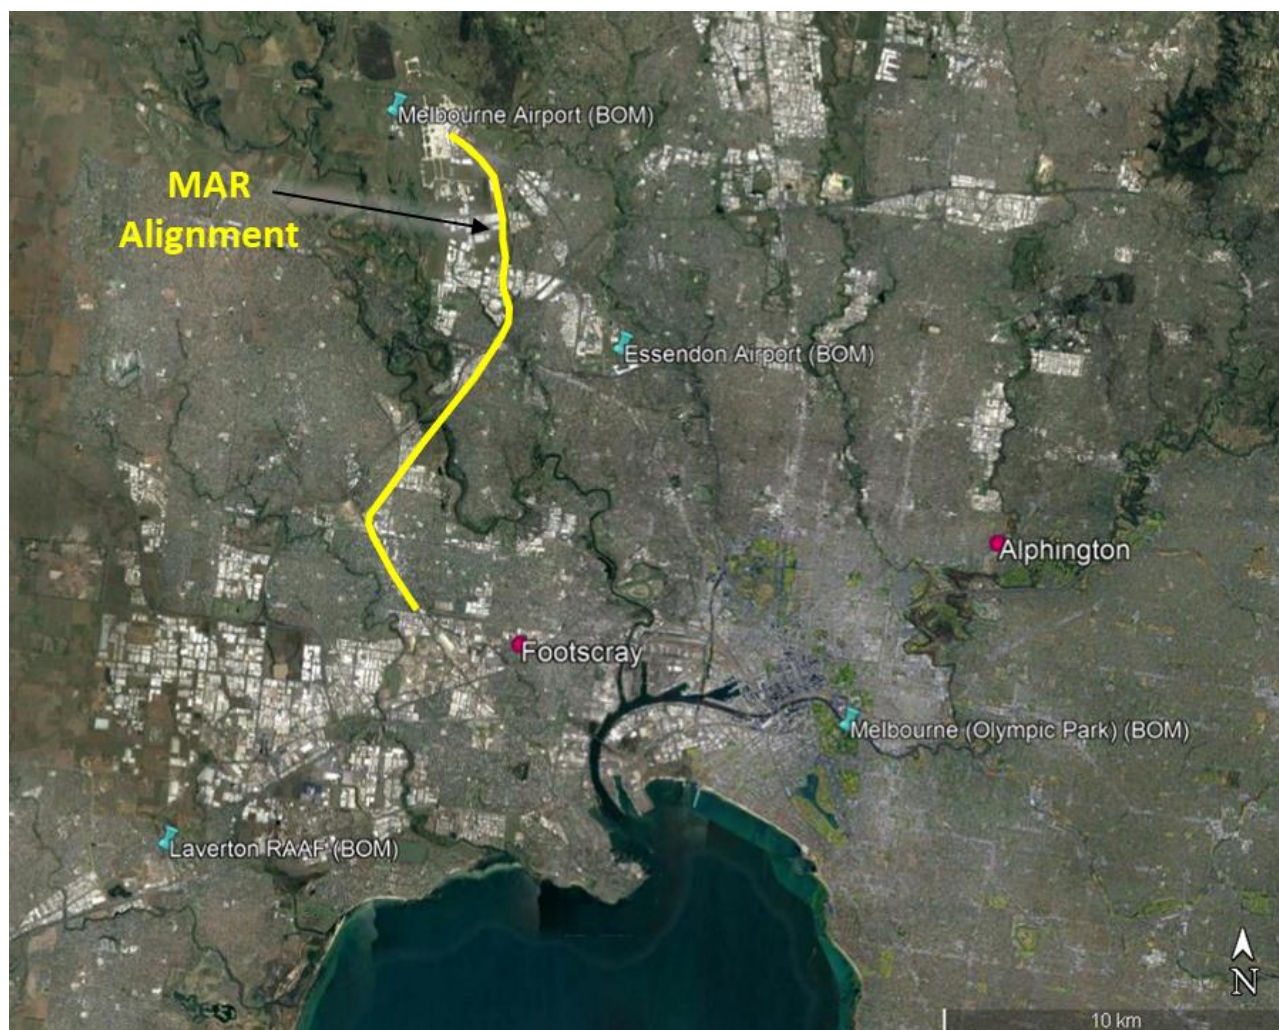 Melbourne Airport (BOM)
MAR
Alignment
Essendon Airport (BOM)
Alphington
Footscray
Melbourne (Olympic Park) (BOM)
Laverton RAAF (BOM)
N
10 km